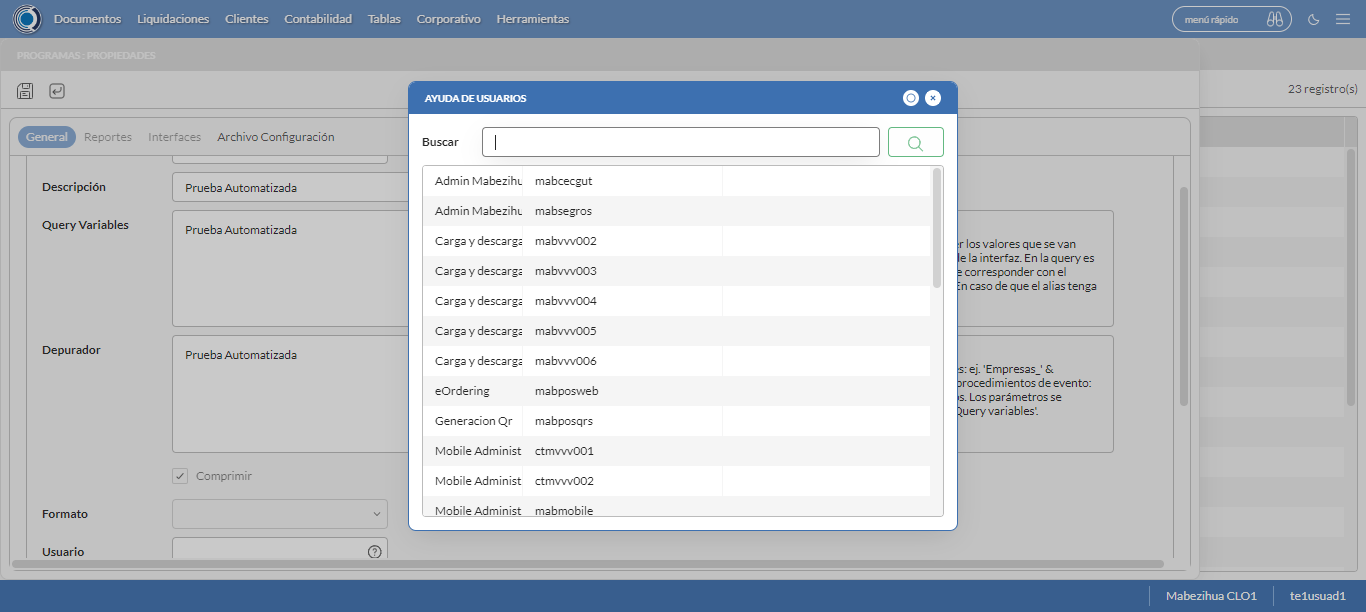 Documentos Liquidaciones Clientes Contabilidad Tablas Corporativo Herramientas menú rápido
PROGRAMAS : PROPIEDADES
23 registro(s)
General Reportes Interfaces Archivo Configuración
Descripción Prueba Automatizada
Query Variables Prueba Automatizada
r los valores que se van
de la interfaz. En la query es
e corresponder con el
En caso de que el alias tenga
Depurador Prueba Automatizada
s: ej. 'Empresas_' &
procedimientos de evento:
os. Los parámetros se
Query variables'.
Comprimir
Formato
Usuario
AYUDA DE USUARIOS
Buscar
Admin Mabezihu mabcecgut
Admin Mabezihu mabsegros
Carga y descarga mabvvv002
Carga y descarga mabvvv003
Carga y descarga mabvvv004
Carga y descarga mabvvv005
Carga y descarga mabvvv006
eOrdering mabposweb
Generacion Qr mabposqrs
Mobile Administ ctmvvv001
Mobile Administ ctmvvv002
Mobile Administ mabmobile
Mabezihua CLO1 te1usuad1